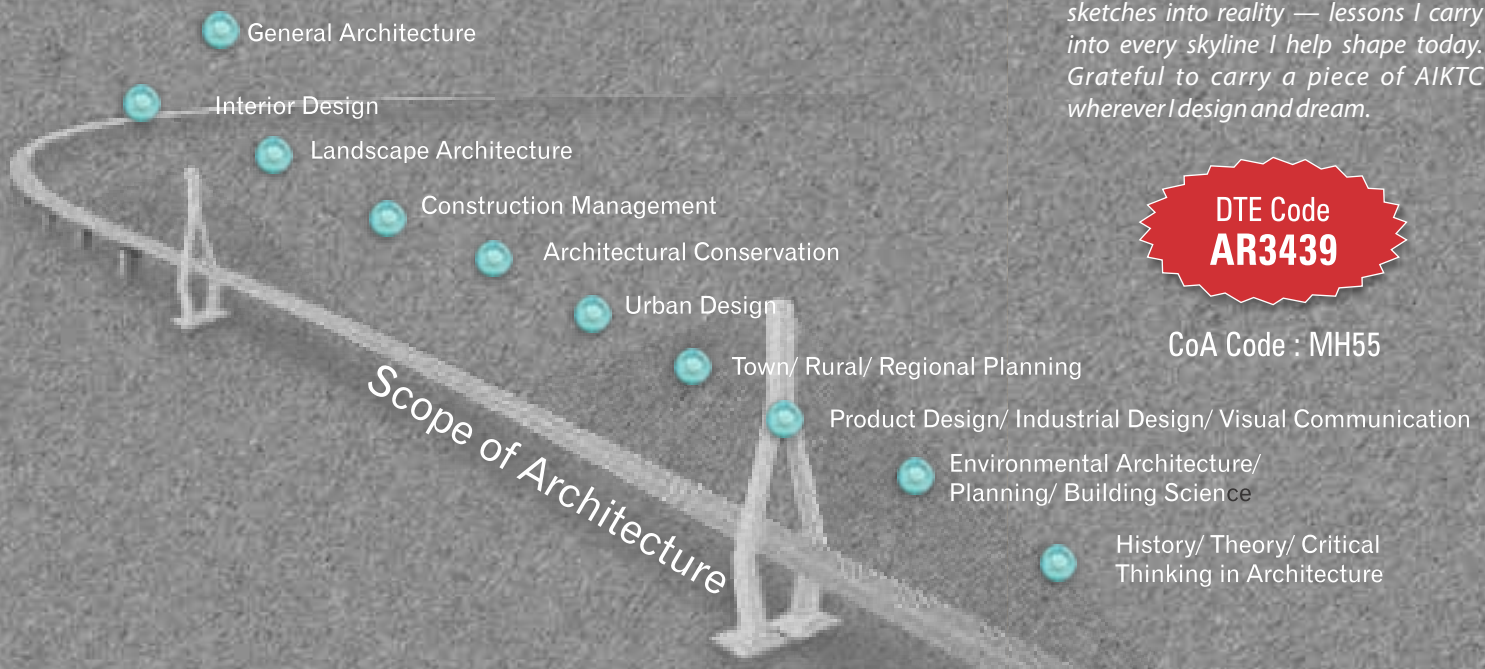 General Architecture
Interior Design
Landscape Architecture
Construction Management
Architectural Conservation
Urban Design
Town/ Rural/ Regional Planning
Product Design/ Industrial Design/ Visual Communication
Environmental Architecture/
Planning/ Building Science
History/ Theory/ Critical
Thinking in Architecture
Scope of Architecture
sketches into reality — lessons I carry
into every skyline I help shape today.
Grateful to carry a piece of AIKTC
wherever I design and dream.
DTE Code
AR3439
CoA Code : MH55